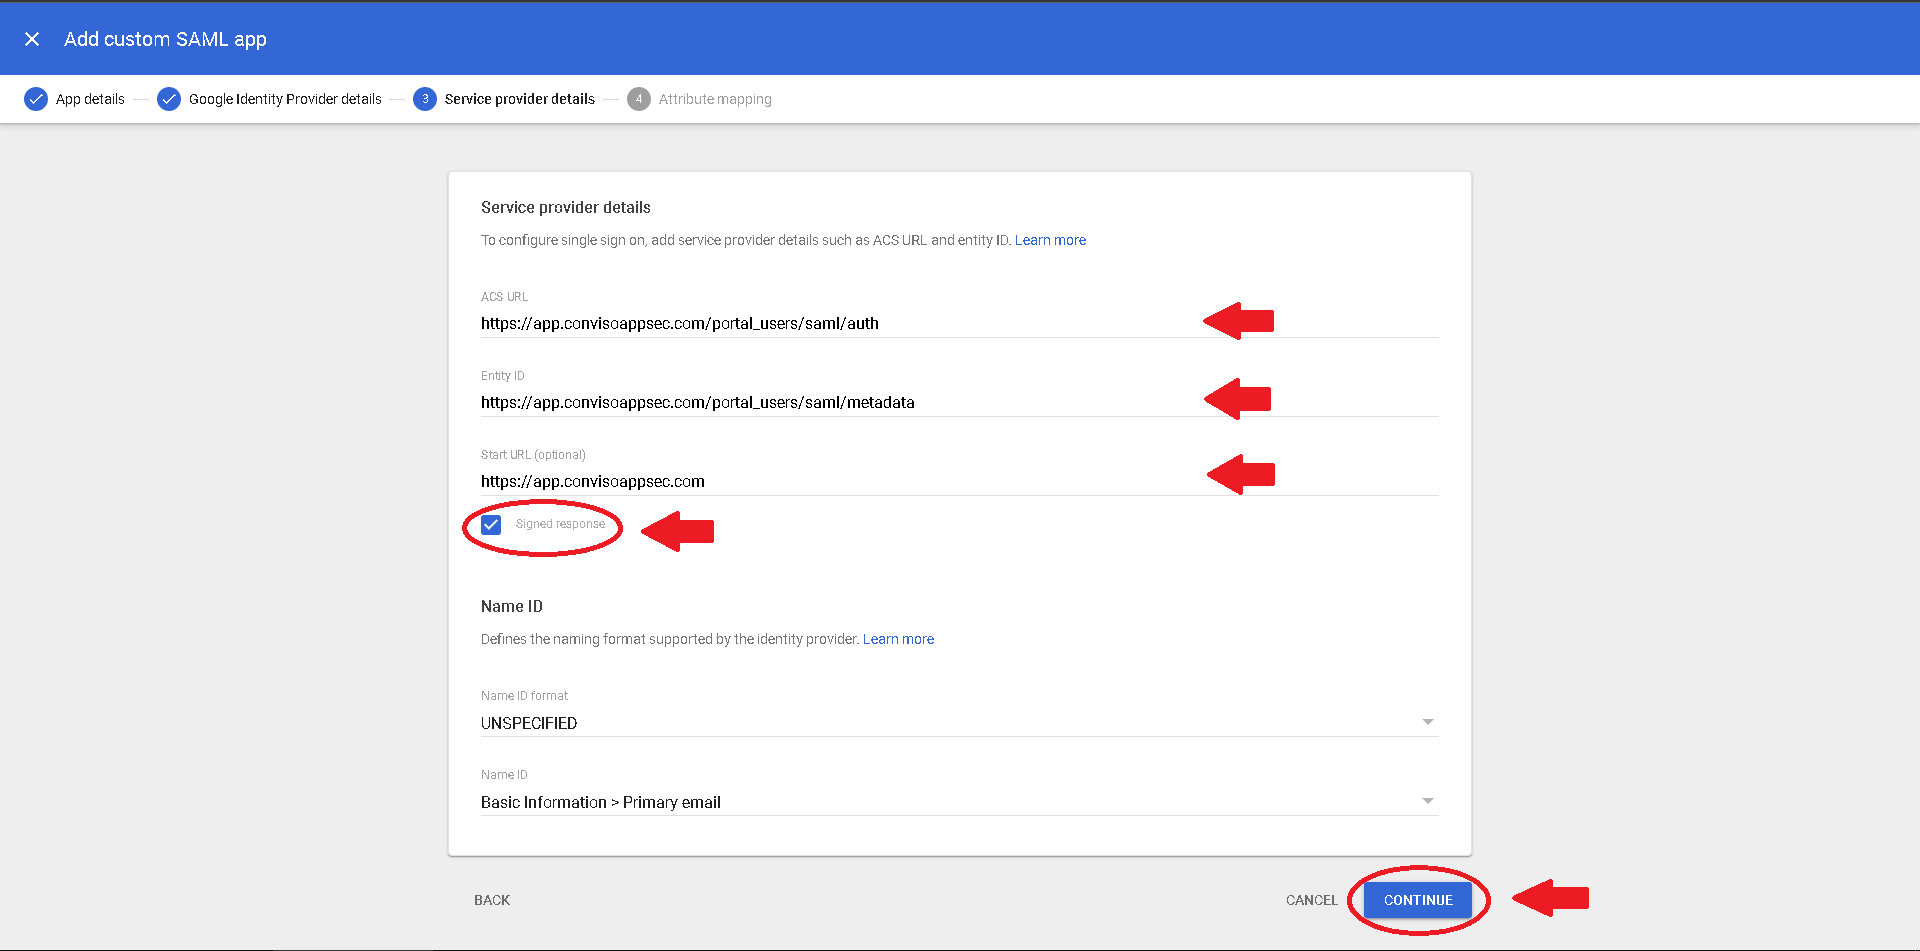 Add custom SAML app
App details
Google Identity Provider details
3 Service provider details
4 Attribute mapping
Service provider details
To configure single sign on, add service provider details such as ACS URL and entity ID. Learn more
ACS URL
https://app.convisoappsec.com/portal_users/saml/auth
Entity ID
https://app.convisoappsec.com/portal_users/saml/metadata
Start URL (optional)
https://app.convisoappsec.com
Signed response
Name ID
Defines the naming format supported by the identity provider. Learn more
Name ID format
UNSPECIFIED
Name ID
Basic Information > Primary email
BACK
CANCEL
CONTINUE